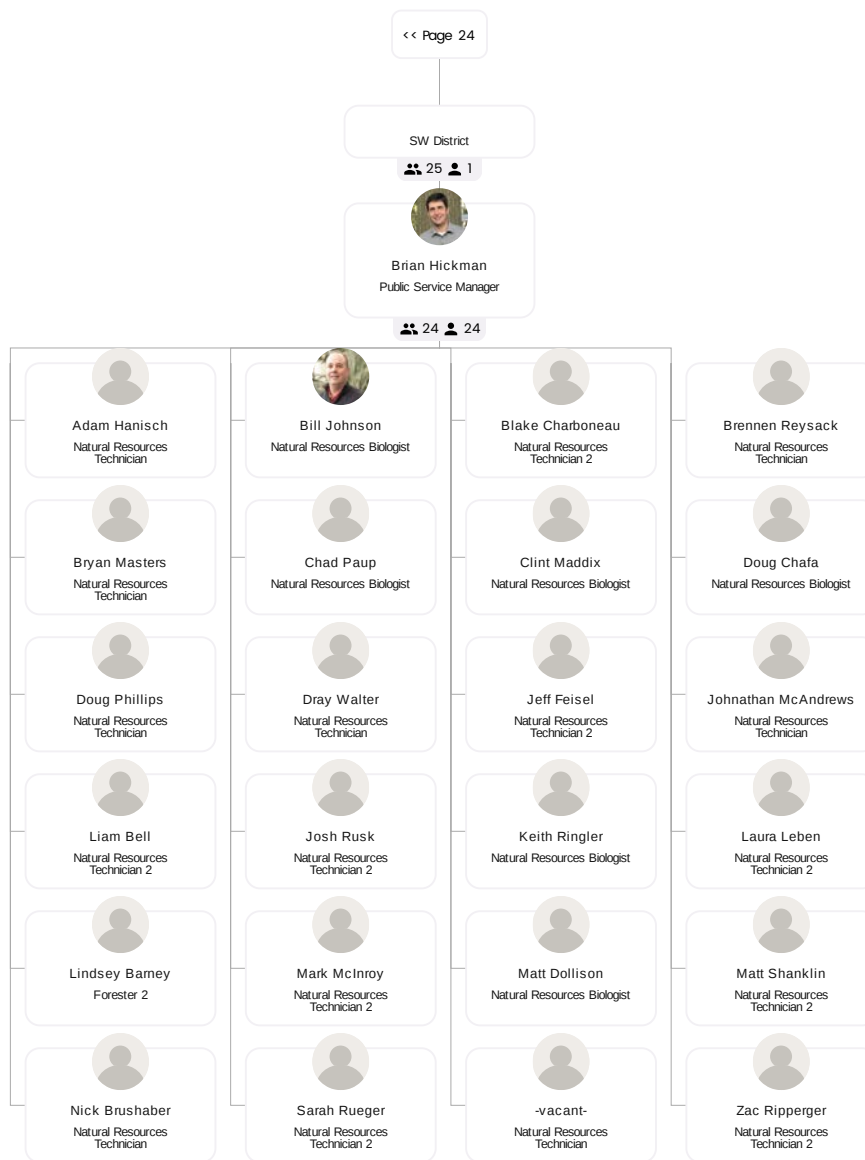 << Page 24
SW District
25 1
Brian Hickman
Public Service Manager
24 24
Adam Hanisch
Natural Resources
Technician
Bill Johnson
Natural Resources Biologist
Blake Charboneau
Natural Resources
Technician 2
Brennen Reysack
Natural Resources
Technician
Bryan Masters
Natural Resources
Technician
Chad Paup
Natural Resources Biologist
Clint Maddix
Natural Resources Biologist
Doug Chafa
Natural Resources Biologist
Doug Phillips
Natural Resources
Technician
Dray Walter
Natural Resources
Technician
Jeff Feisel
Natural Resources
Technician 2
Johnathan McAndrews
Natural Resources
Technician
Liam Bell
Natural Resources
Technician 2
Josh Rusk
Natural Resources
Technician 2
Keith Ringler
Natural Resources Biologist
Laura Leben
Natural Resources
Technician 2
Lindsey Barney
Forester 2
Mark McInroy
Natural Resources
Technician 2
Matt Dollison
Natural Resources Biologist
Matt Shanklin
Natural Resources
Technician 2
Nick Brushaber
Natural Resources
Technician
Sarah Rueger
Natural Resources
Technician 2
-vacant-
Natural Resources
Technician
Zac Ripperger
Natural Resources
Technician 2